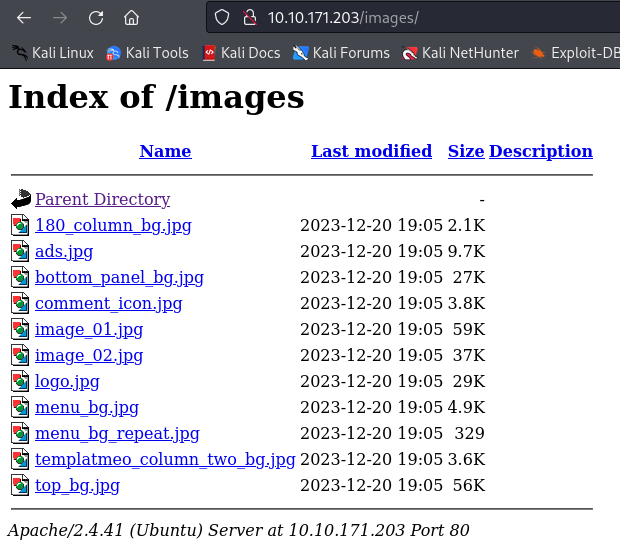 10.10.171.203/images/
Kali Linux Kali Tools Kali Docs Kali Forums Kali NetHunter Exploit-DB
Index of /images
Name Last modified Size Description
Parent Directory -
180_column_bg.jpg 2023-12-20 19:05 2.1K
ads.jpg 2023-12-20 19:05 9.7K
bottom_panel_bg.jpg 2023-12-20 19:05 27K
comment_icon.jpg 2023-12-20 19:05 3.8K
image_01.jpg 2023-12-20 19:05 59K
image_02.jpg 2023-12-20 19:05 37K
logo.jpg 2023-12-20 19:05 29K
menu_bg.jpg 2023-12-20 19:05 4.9K
menu_bg_repeat.jpg 2023-12-20 19:05 329
templatmeo_column_two_bg.jpg 2023-12-20 19:05 3.6K
top_bg.jpg 2023-12-20 19:05 56K
Apache/2.4.41 (Ubuntu) Server at 10.10.171.203 Port 80